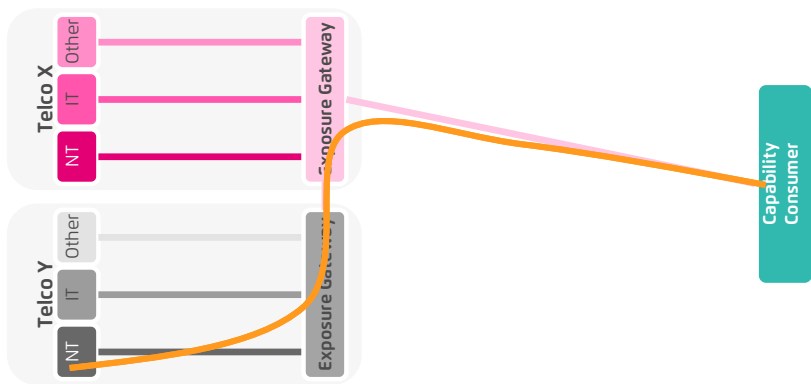 Telco X
Other
IT
NT
Exposure Gateway
Telco Y
Other
IT
NT
Exposure Gateway
Capability
Consumer